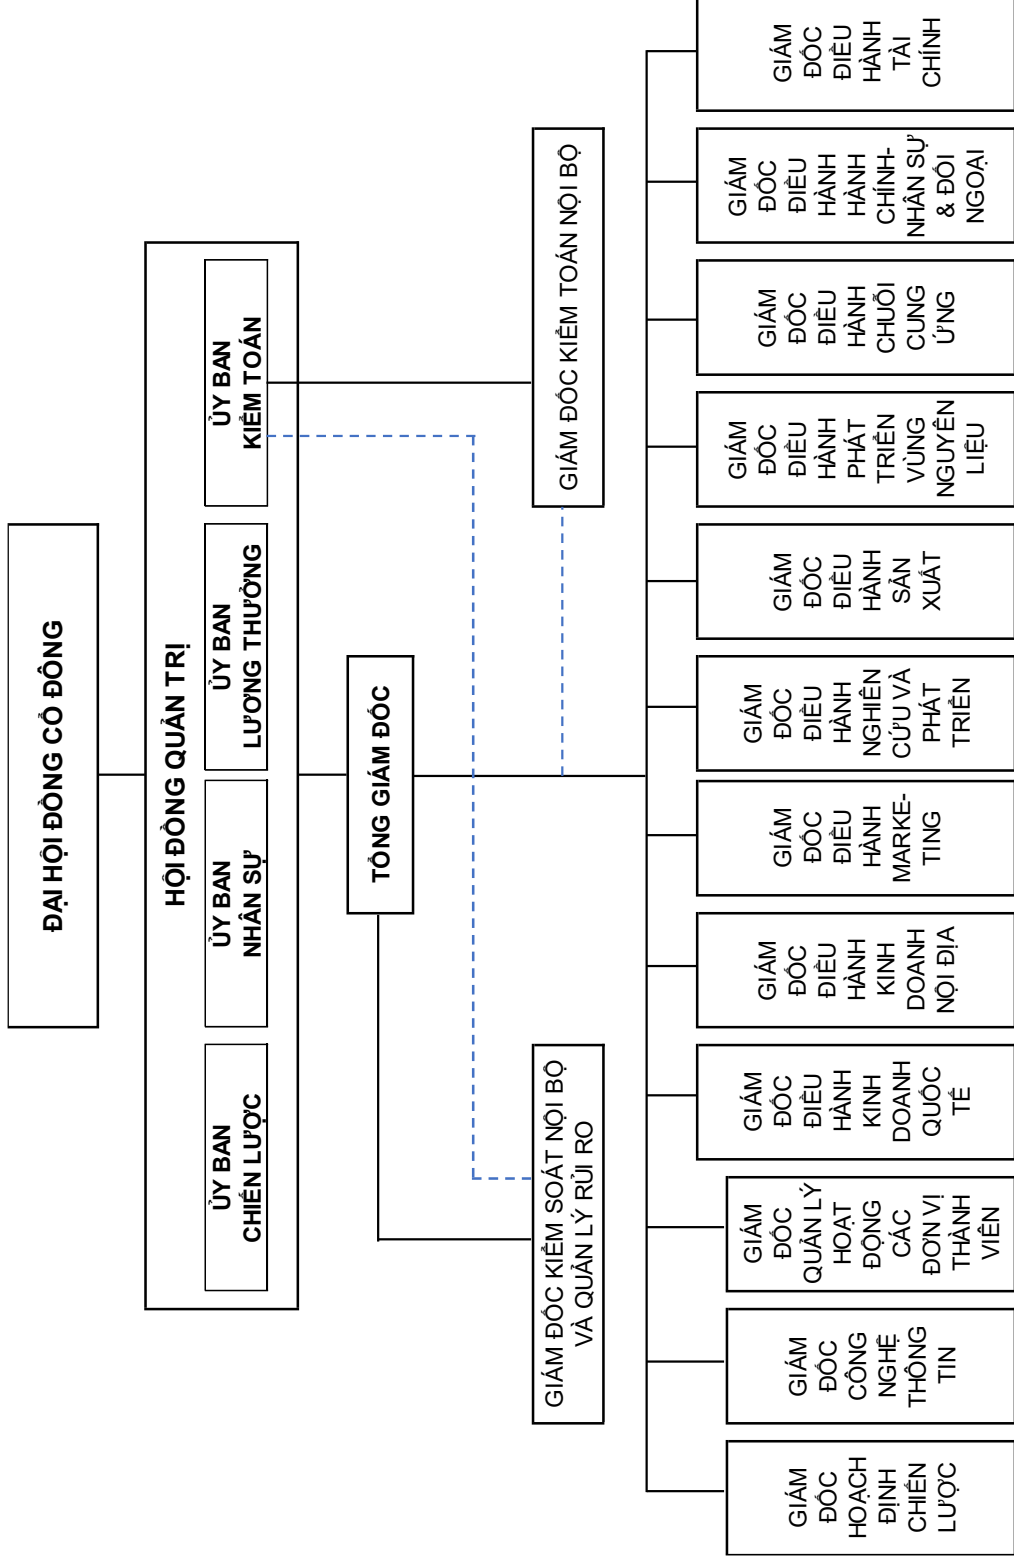 ĐẠI HỘI ĐỒNG CỔ ĐÔNG
HỘI ĐỒNG QUẢN TRỊ
ỦY BAN
CHIẾN LƯỢC
ỦY BAN
NHÂN SỰ
ỦY BAN
LƯƠNG THƯỞNG
ỦY BAN
KIỂM TOÁN
TỔNG GIÁM ĐỐC
GIÁM ĐỐC KIỂM SOÁT NỘI BỘ
VÀ QUẢN LÝ RỦI RO
GIÁM ĐỐC KIỂM TOÁN NỘI BỘ
GIÁM
ĐỐC
HOẠCH
ĐỊNH
CHIẾN
LƯỢC
GIÁM
ĐỐC
CÔNG
NGHỆ
THÔNG
TIN
GIÁM
ĐỐC
QUẢN LÝ
HOẠT
ĐỘNG
CÁC
ĐƠN VỊ
THÀNH
VIÊN
GIÁM
ĐỐC
ĐIỀU
HÀNH
KINH
DOANH
QUỐC
TẾ
GIÁM
ĐỐC
ĐIỀU
HÀNH
KINH
DOANH
NỘI ĐỊA
GIÁM
ĐỐC
ĐIỀU
HÀNH
MARKE-
TING
GIÁM
ĐỐC
ĐIỀU
HÀNH
NGHIÊN
CỨU VÀ
PHÁT
TRIỂN
GIÁM
ĐỐC
ĐIỀU
HÀNH
SẢN
XUẤT
GIÁM
ĐỐC
ĐIỀU
HÀNH
PHÁT
TRIỂN
VÙNG
NGUYÊN
LIỆU
GIÁM
ĐỐC
ĐIỀU
HÀNH
CHUỖI
CUNG
ỨNG
GIÁM
ĐỐC
ĐIỀU
HÀNH
HÀNH
CHÍNH-
NHÂN SỰ
& ĐỐI
NGOẠI
GIÁM
ĐỐC
ĐIỀU
HÀNH
TÀI
CHÍNH